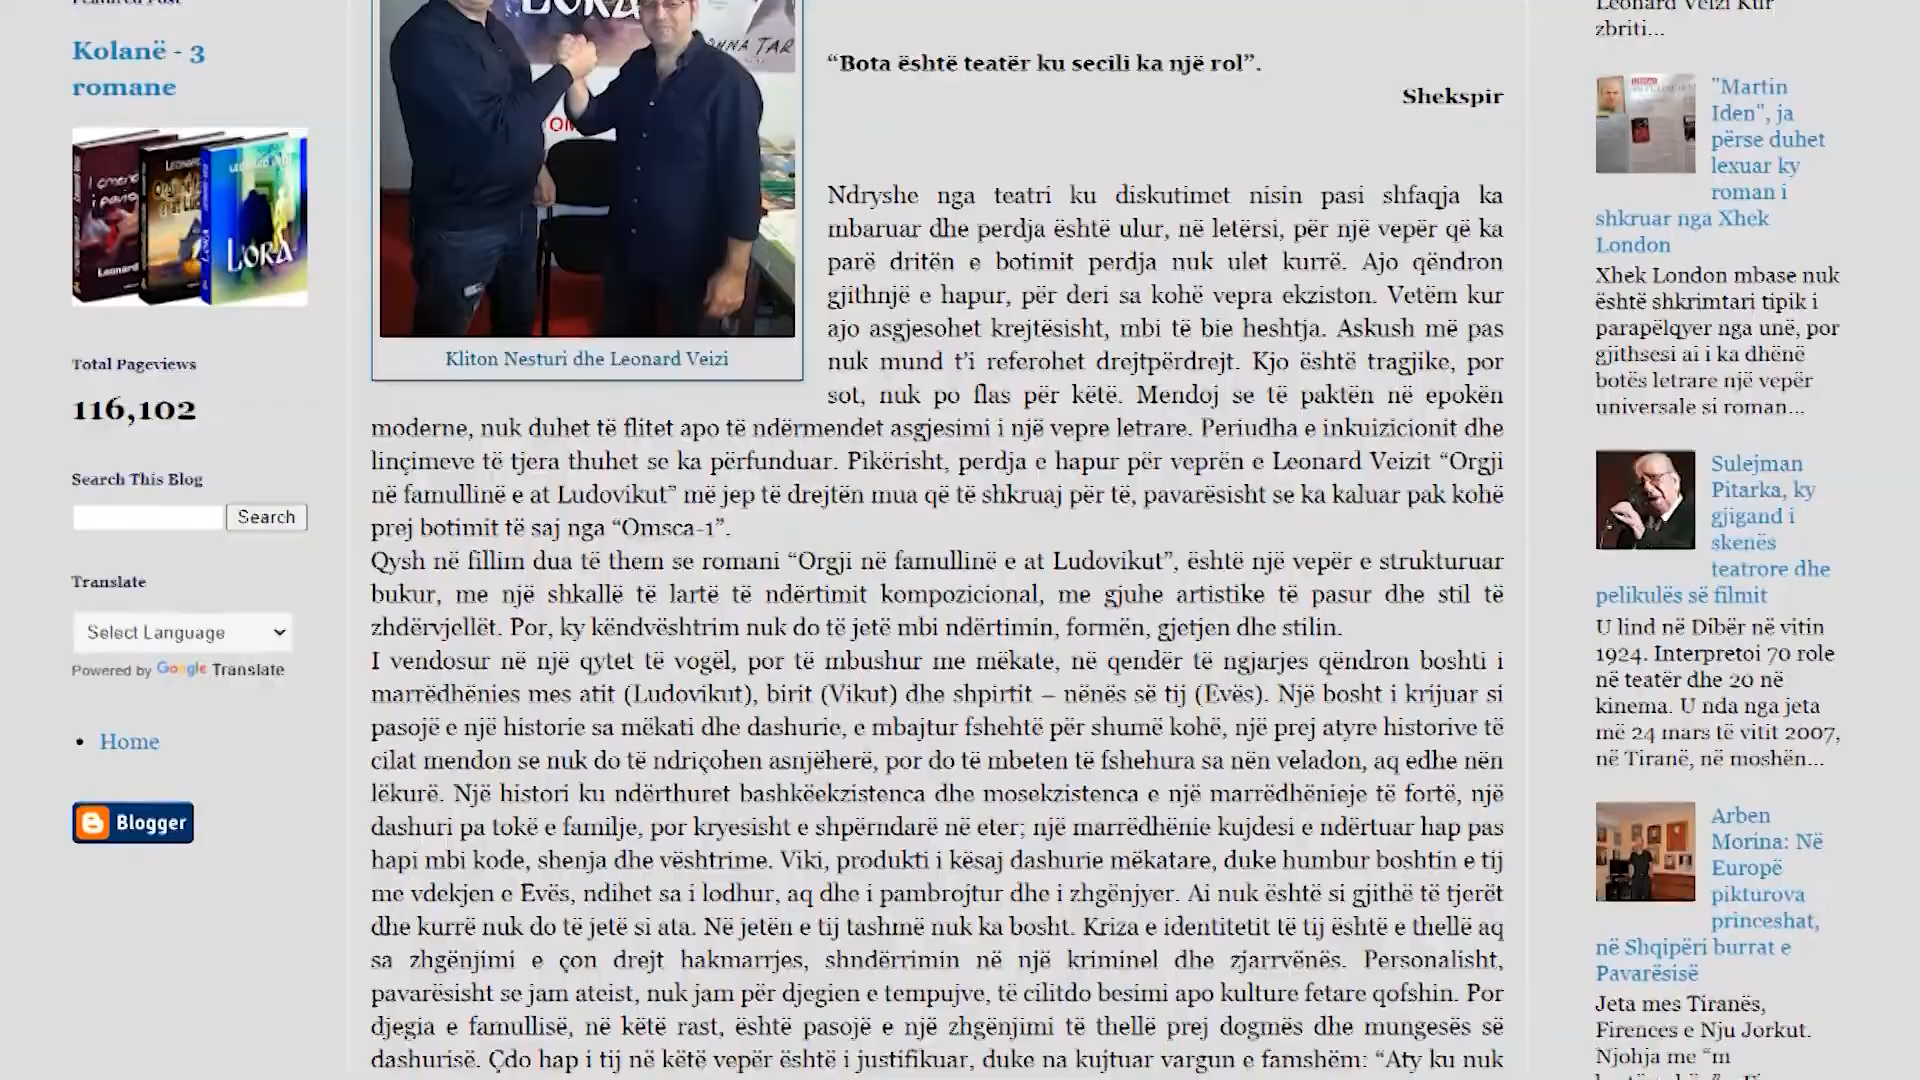 Kolanë - 3
romane
LORA
Total Pageviews
116,102
Search This Blog
Search
Translate
Select Language
Powered by Google Translate
Home
Blogger
LORA
ANNA TAR
Kliton Nesturi dhe Leonard Veizi
“Bota është teatër ku secili ka një rol”.
Shekspir
Ndryshe nga teatri ku diskutimet nisin pasi shfaqja ka
mbaruar dhe perdja është ulur, në letërsi, për një vepër që ka
parë dritën e botimit perdja nuk ulet kurrë. Ajo qëndron
gjithnjë e hapur, për deri sa kohë vepra ekziston. Vetëm kur
ajo asgjesohet krejtësisht, mbi të bie heshtja. Askush më pas
nuk mund t’i referohet drejtpërdrejt. Kjo është tragjike, por
sot, nuk po flas për këtë. Mendoj se të paktën në epokën
moderne, nuk duhet të flitet apo të ndërmendet asgjesimi i një vepre letrare. Periudha e inkuizicionit dhe
linçimeve të tjera thuhet se ka përfunduar. Pikërisht, perdja e hapur për veprën e Leonard Veizit “Orgji
në famullinë e at Ludovikut” më jep të drejtën mua që të shkruaj për të, pavarësisht se ka kaluar pak kohë
prej botimit të saj nga “Omsca-1”.
Qysh në fillim dua të them se romani “Orgji në famullinë e at Ludovikut”, është një vepër e strukturuar
bukur, me një shkallë të lartë të ndërtimit kompozicional, me gjuhe artistike të pasur dhe stil të
zhdërvjellët. Por, ky këndvështrim nuk do të jetë mbi ndërtimin, formën, gjetjen dhe stilin.
I vendosur në një qytet të vogël, por të mbushur me mëkate, në qendër të ngjarjes qëndron boshti i
marrëdhënies mes atit (Ludovikut), birit (Vikut) dhe shpirtit – nënës së tij (Evës). Një bosht i krijuar si
pasojë e një historie sa mëkati dhe dashurie, e mbajtur fshehtë për shumë kohë, një prej atyre historive të
cilat mendon se nuk do të ndriçohen asnjëherë, por do të mbeten të fshehura sa nën veladon, aq edhe nën
lëkurë. Një histori ku ndërthuret bashkëekzistenca dhe mosekzistenca e një marrëdhënieje të fortë, një
dashuri pa tokë e familje, por kryesisht e shpërndarë në eter; një marrëdhënie kujdesi e ndërtuar hap pas
hapi mbi kode, shenja dhe vështrime. Viki, produkti i kësaj dashurie mëkatare, duke humbur boshtin e tij
me vdekjen e Evës, ndihet sa i lodhur, aq dhe i pambrojtur dhe i zhgënjyer. Ai nuk është si gjithë të tjerët
dhe kurrë nuk do të jetë si ata. Në jetën e tij tashmë nuk ka bosht. Kriza e identitetit të tij është e thellë aq
sa zhgënjimi e çon drejt hakmarrjes, shndërrimin në një kriminel dhe zjarrvënës. Personalisht,
pavarësisht se jam ateist, nuk jam për djegien e tempujve, të cilitdo besimi apo kulture fetare qofshin. Por
djegia e famullisë, në këtë rast, është pasojë e një zhgënjimi të thellë prej dogmës dhe mungesës së
dashurisë. Çdo hap i tij në këtë vepër është i justifikuar, duke na kujtuar vargun e famshëm: “Aty ku nuk
Leonard Veizi Kur
zbriti...
"Martin
Iden", ja
përse duhet
lexuar ky
roman i
shkruar nga Xhek
London
Xhek London mbase nuk
është shkrimtari tipik i
parapëlqyer nga unë, por
gjithsesi ai i ka dhënë
botës letrare një vepër
universale si roman...
Sulejman
Pitarka, ky
gjigand i
skenës
teatrore dhe
pelikulës së filmit
U lind në Dibër në vitin
1924. Interpretoi 70 role
në teatër dhe 20 në
kinema. U nda nga jeta
më 24 mars të vitit 2007,
në Tiranë, në moshën...
Arben
Morina: Në
Europë
pikturova
princeshat,
në Shqipëri burrat e
Pavarësisë
Jeta mes Tiranës,
Firences e Nju Jorkut.
Njohja me “m